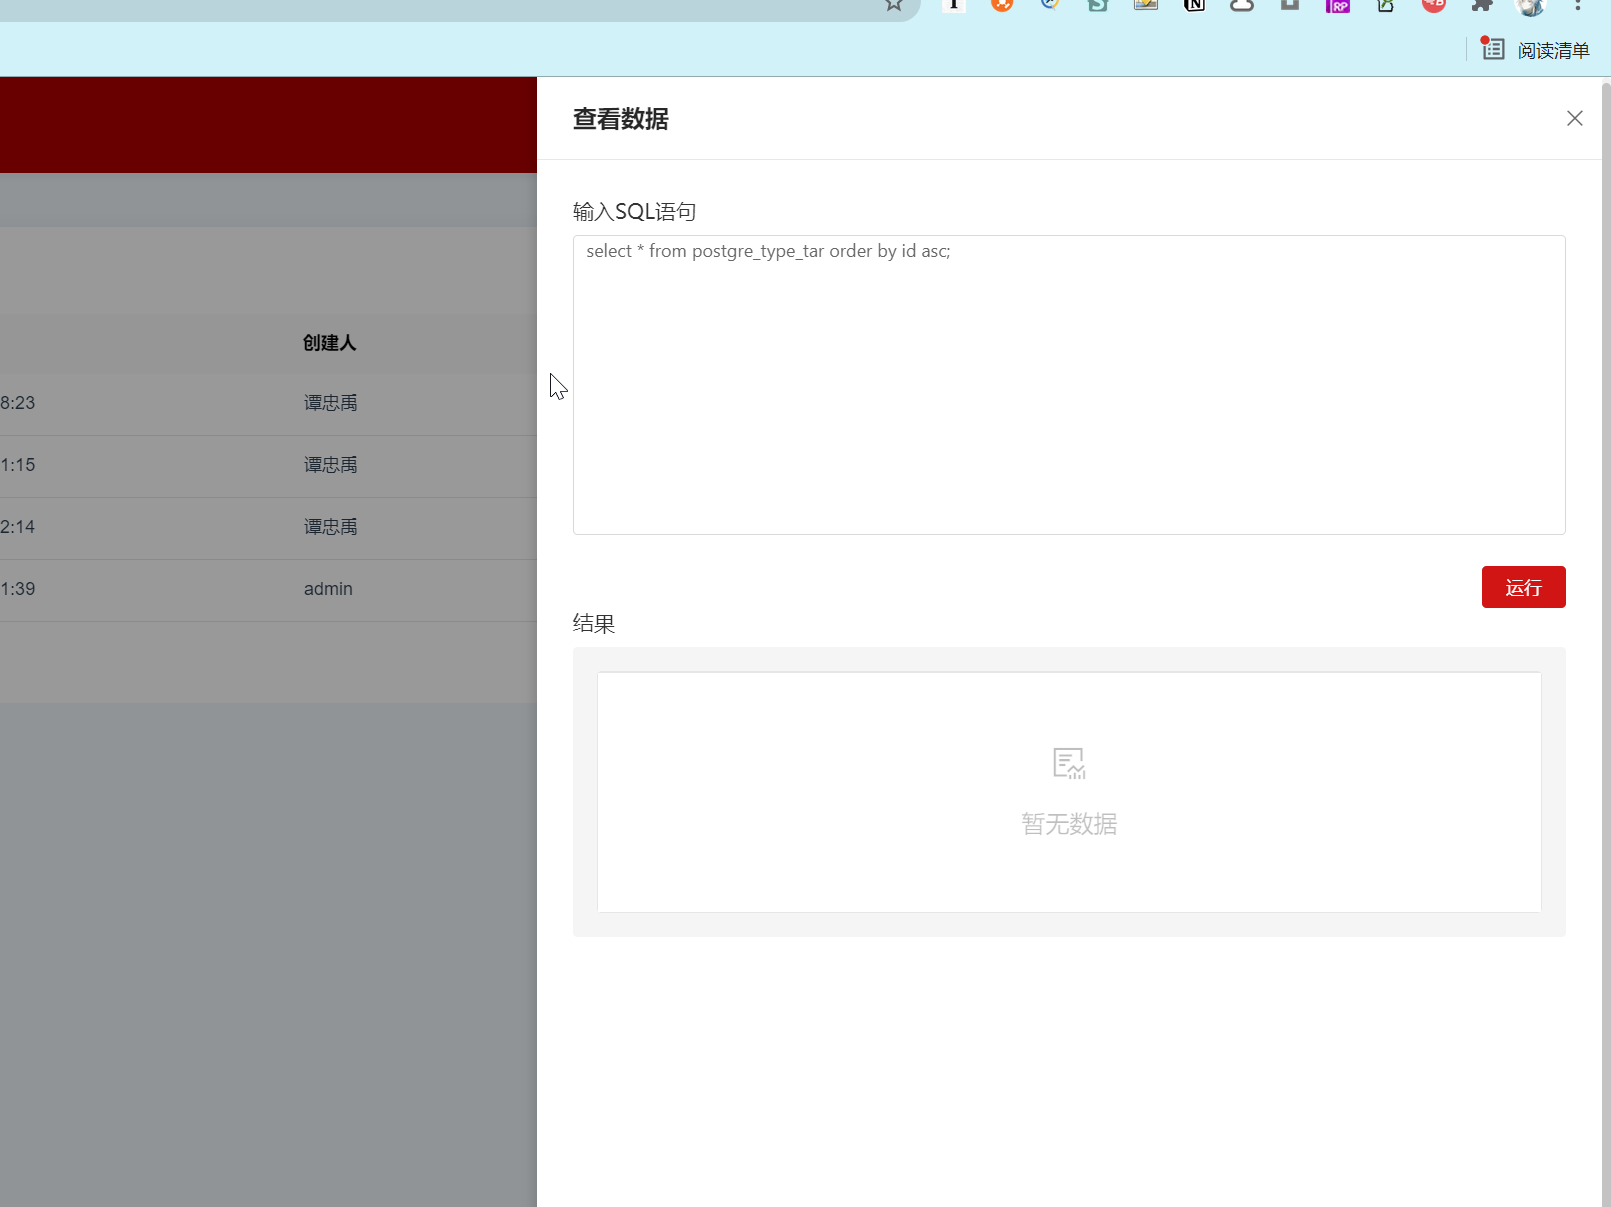 阅读清单
查看数据
输入SQL语句
select * from postgre_type_tar order by id asc;
创建人
8:23 谭忠禹
1:15 谭忠禹
2:14 谭忠禹
1:39 admin
运行
结果
暂无数据